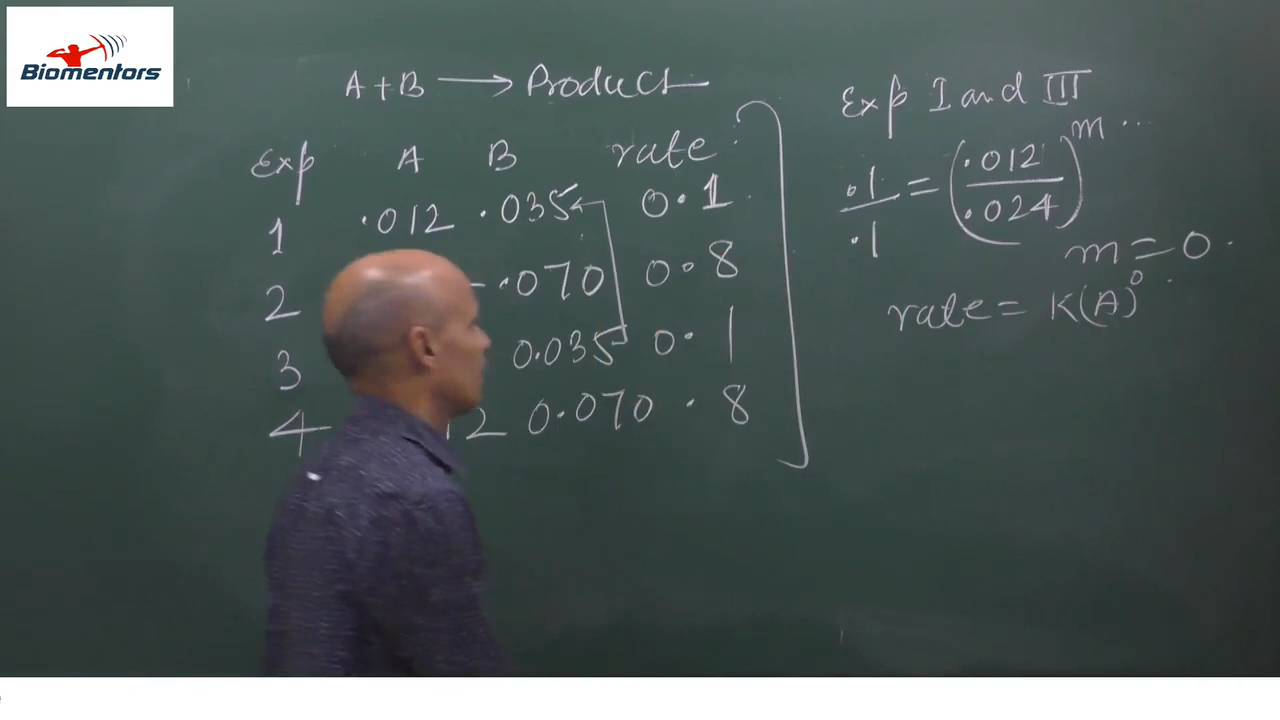 Biomentors
A + B → Product
Exp A B rate
1 .012 .035 0.1
2 .070 0.8
3 0.035 0.1
4 12 0.070 .8
Exp I and III
.1/.1 = (.012/.024)^m ...
m = 0.
rate = K(A)^0